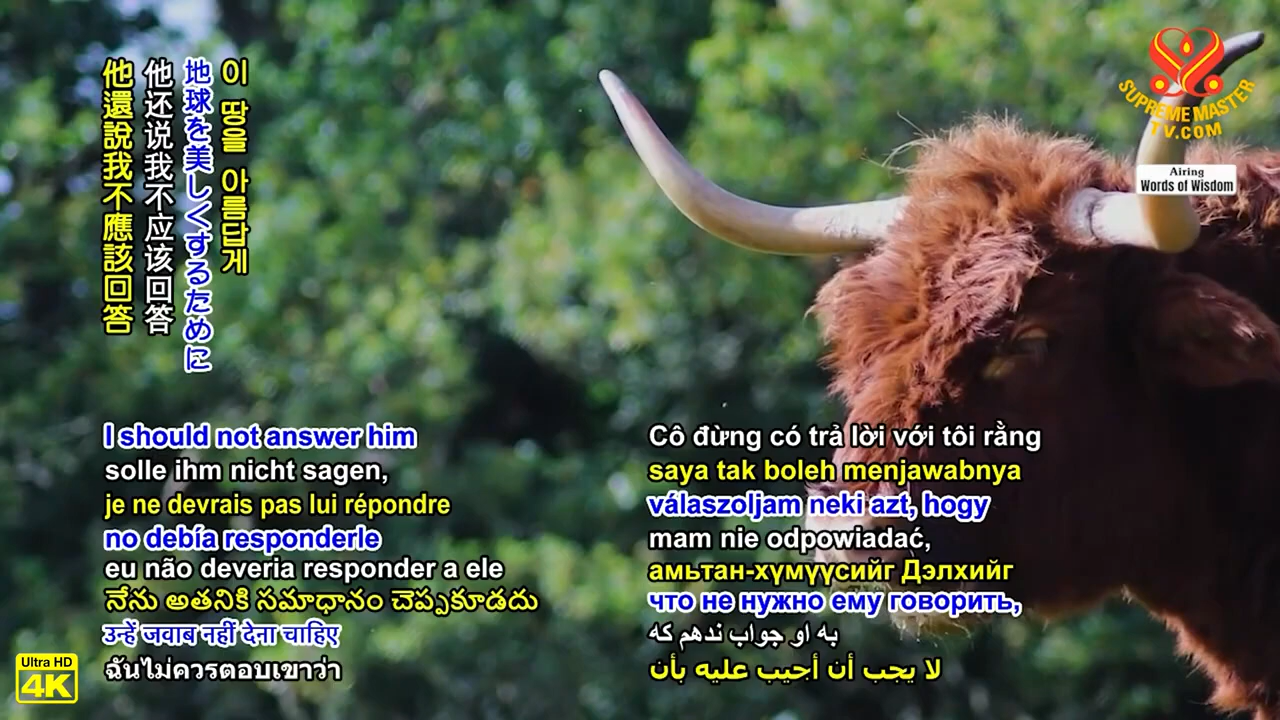 他還說我不應該回答
他还说我不应该回答
地球を美しくするために
이 땅을 아름답게
SUPREME MASTER
TV.COM
Airing
Words of Wisdom
I should not answer him
solle ihm nicht sagen,
je ne devrais pas lui répondre
no debía responderle
eu não deveria responder a ele
నేను అతనికి సమాధానం చెప్పకూడదు
उन्हें जवाब नहीं देना चाहिए
ฉันไม่ควรตอบเขาว่า
Cô đừng có trả lời với tôi rằng
saya tak boleh menjawabnya
válaszoljam neki azt, hogy
mam nie odpowiadać,
амьтан-хүмүүсийг Дэлхийг
что не нужно ему говорить,
به او جواب ندهم که
لا يجب أن أجيب عليه بأن
Ultra HD
4K